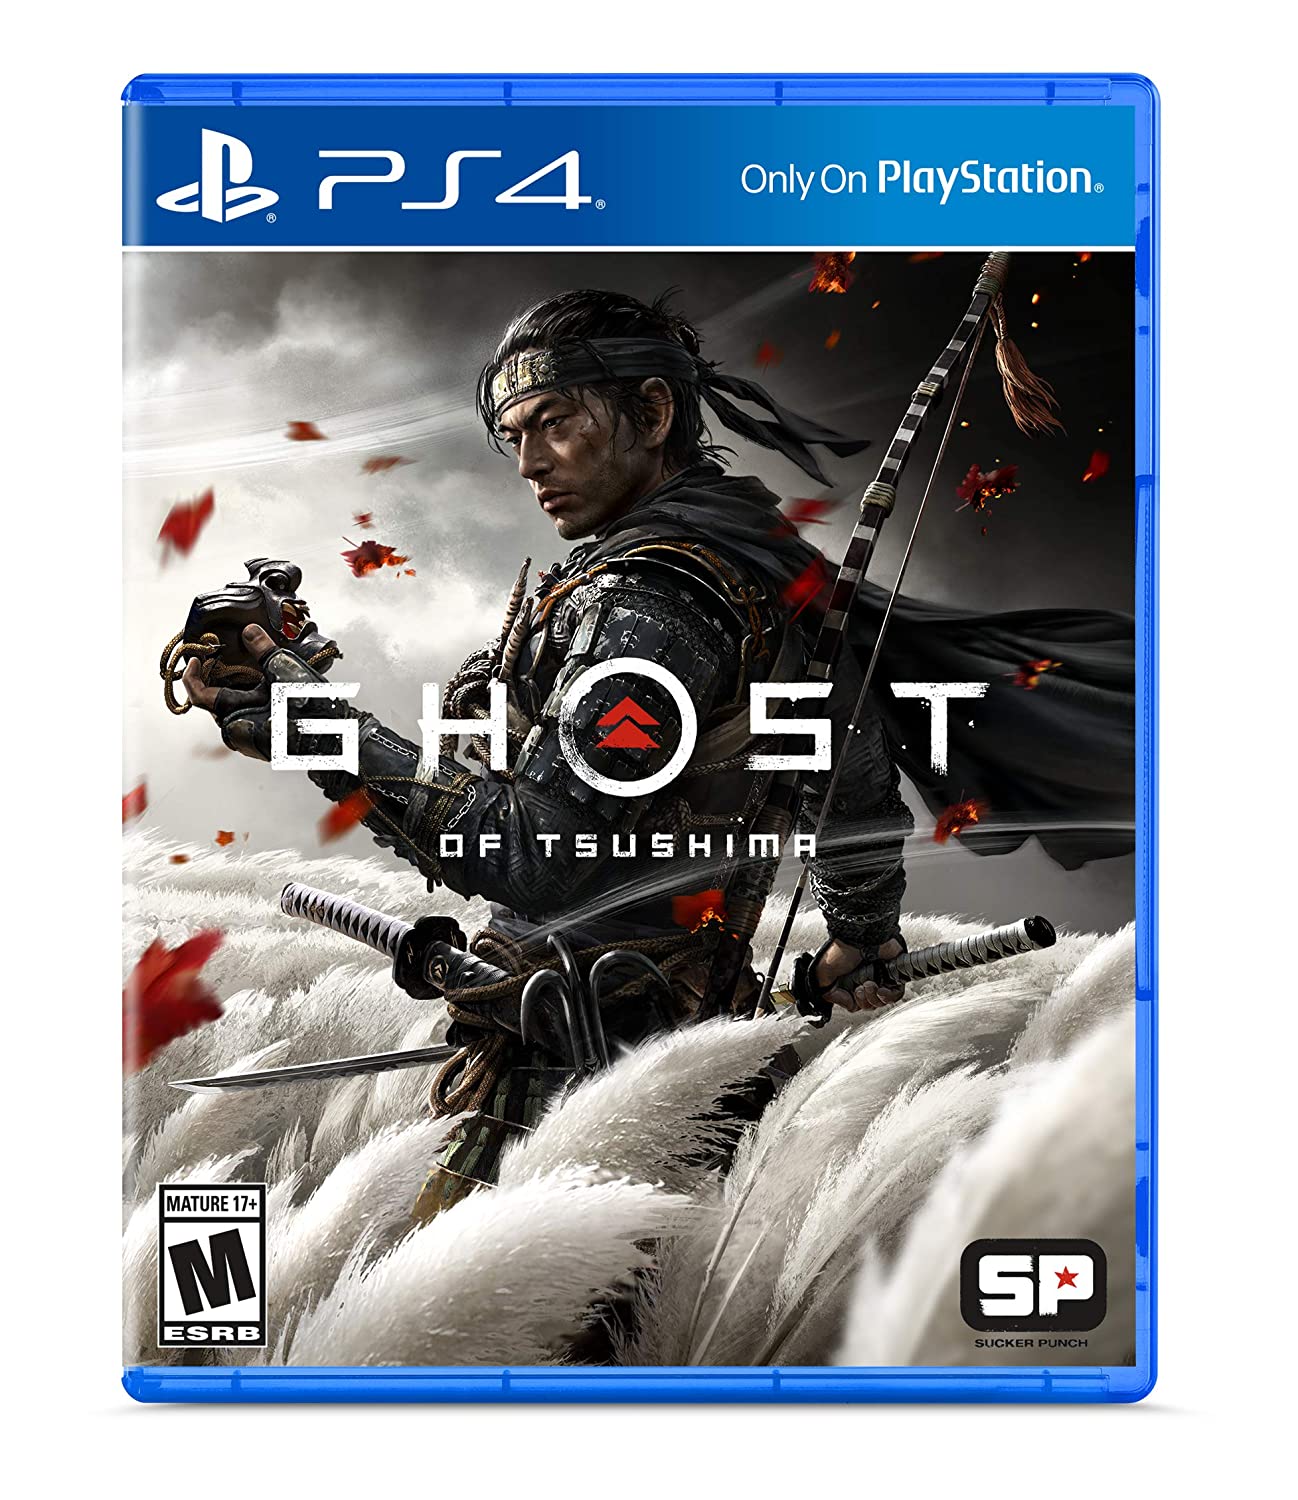 PS4
Only On PlayStation
GHOST
OF TSUSHIMA
MATURE 17+
M
ESRB
SP
SUCKER PUNCH